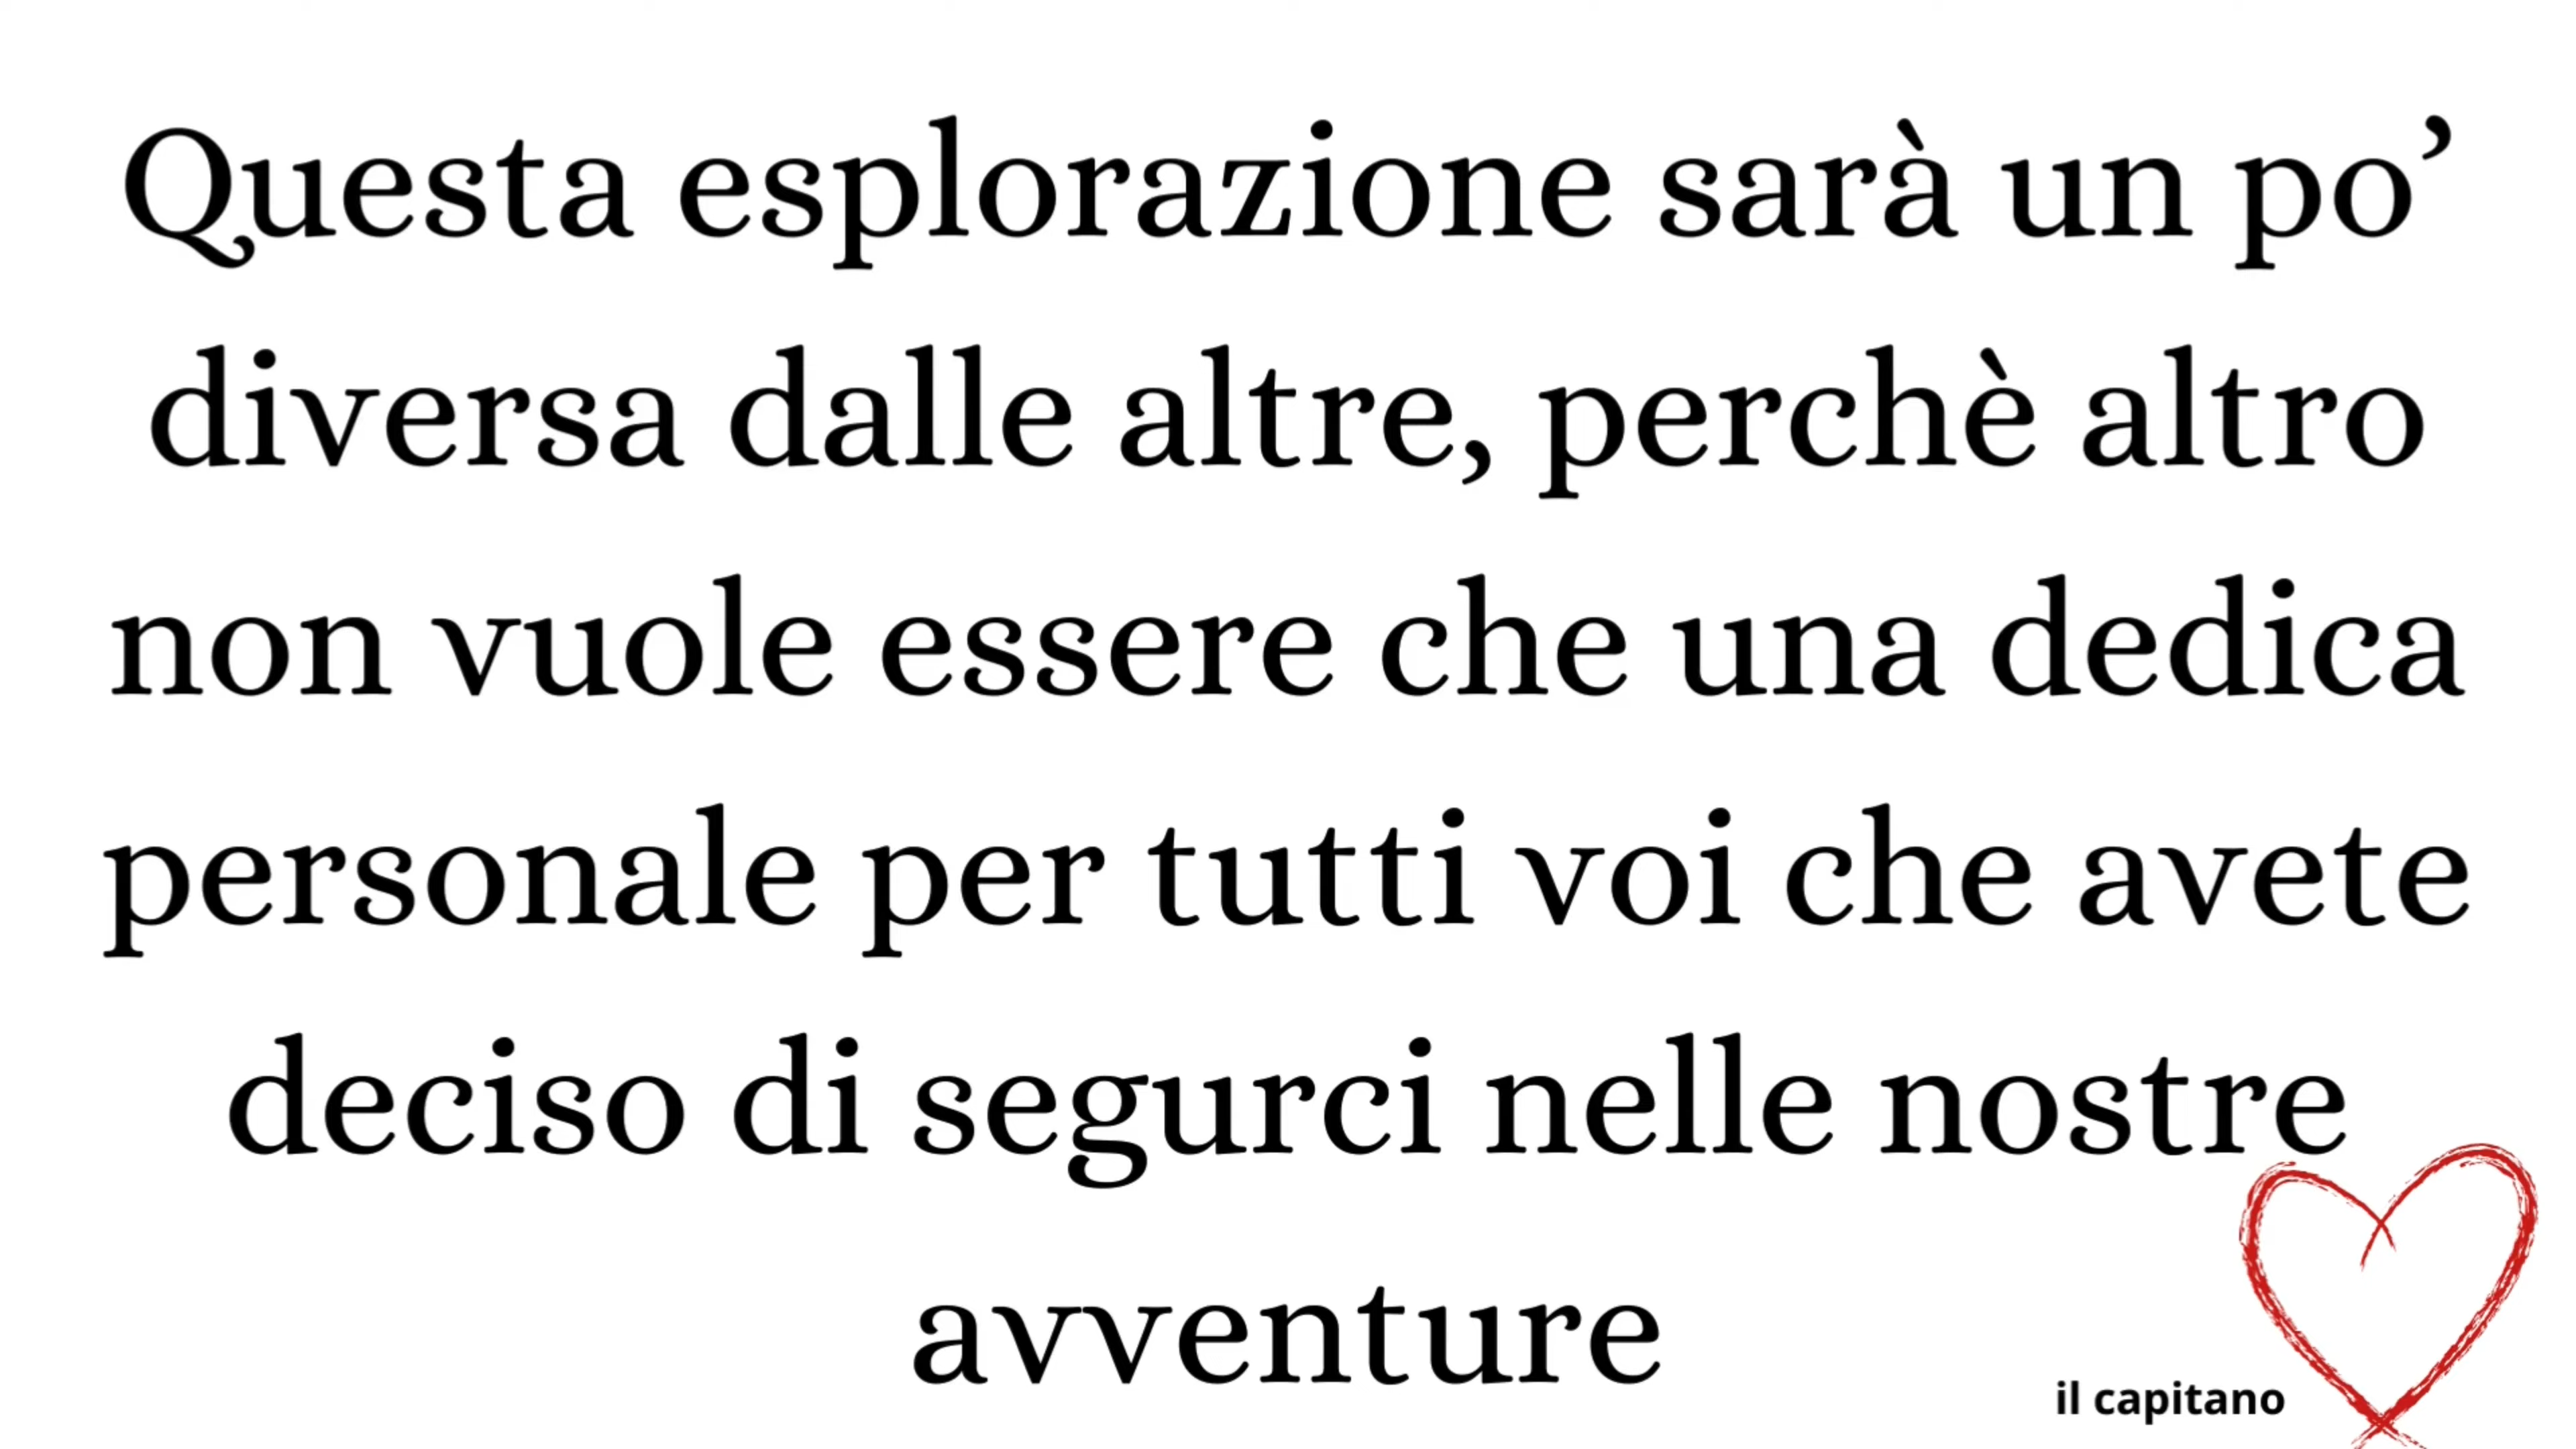 Questa esplorazione sarà un po’
diversa dalle altre, perchè altro
non vuole essere che una dedica
personale per tutti voi che avete
deciso di segurci nelle nostre
avventure
il capitano